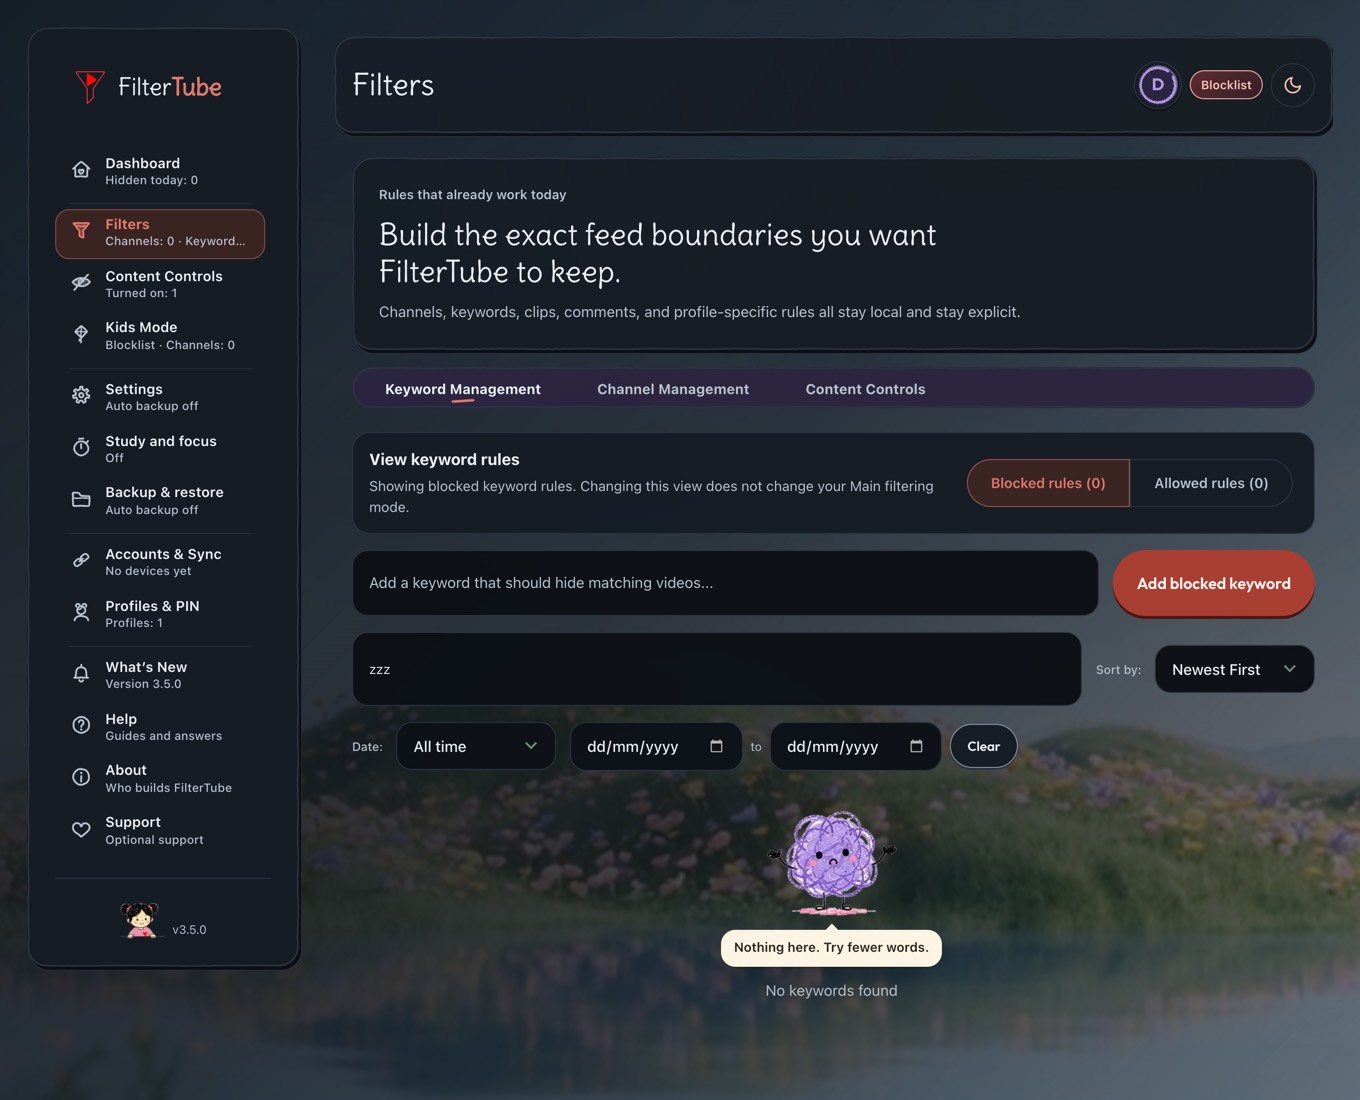 FilterTube
Dashboard
Hidden today: 0
Filters
Channels: 0 · Keyword...
Content Controls
Turned on: 1
Kids Mode
Blocklist · Channels: 0
Settings
Auto backup off
Study and focus
Off
Backup & restore
Auto backup off
Accounts & Sync
No devices yet
Profiles & PIN
Profiles: 1
What's New
Version 3.5.0
Help
Guides and answers
About
Who builds FilterTube
Support
Optional support
v3.5.0
Filters
D
Blocklist
Rules that already work today
Build the exact feed boundaries you want
FilterTube to keep.
Channels, keywords, clips, comments, and profile-specific rules all stay local and stay explicit.
Keyword Management
Channel Management
Content Controls
View keyword rules
Showing blocked keyword rules. Changing this view does not change your Main filtering
mode.
Blocked rules (0)
Allowed rules (0)
Add a keyword that should hide matching videos...
Add blocked keyword
zzz
Sort by:
Newest First
Date:
All time
dd/mm/yyyy
to
dd/mm/yyyy
Clear
Nothing here. Try fewer words.
No keywords found